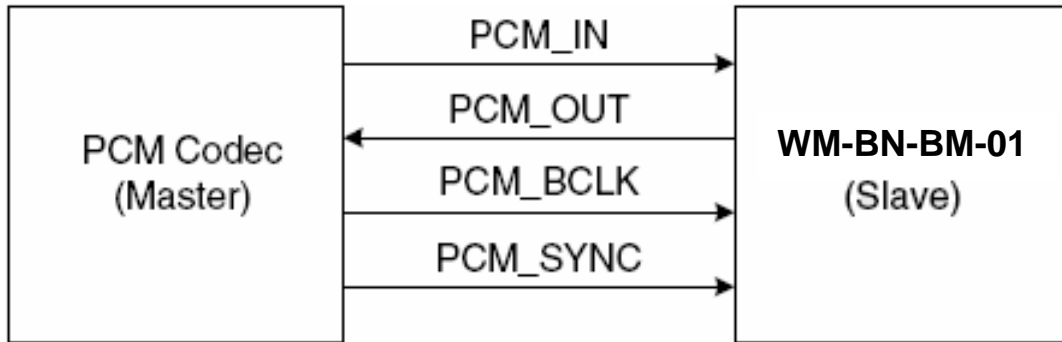 PCM Codec
(Master)
PCM_IN
PCM_OUT
PCM_BCLK
PCM_SYNC
WM-BN-BM-01
(Slave)